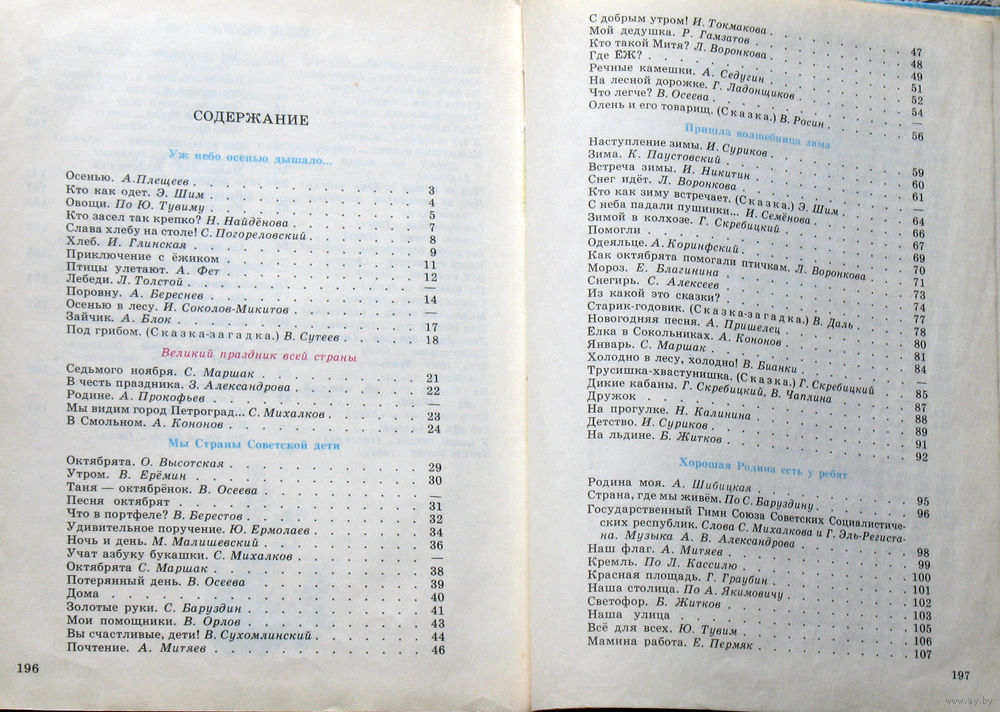 СОДЕРЖАНИЕ
Уж небо осенью дышало...
Осенью. А.Плещеев . . . 3
Кто как одет. Э. Шим . . . 4
Овощи. По Ю. Тувиму . . . 5
Кто засел так крепко? Н. Найдёнова . . . 7
Слава хлебу на столе! С. Погореловский . . . 8
Хлеб. И. Глинская . . . 9
Приключение с ёжиком . . . 11
Птицы улетают. А. Фет . . . 12
Лебеди. Л. Толстой . . . —
Поровну. А. Береснев . . . 14
Осенью в лесу. И. Соколов-Микитов . . . —
Зайчик. А. Блок . . . 17
Под грибом. (Сказка-загадка.) В. Сутеев . . . 18
Великий праздник всей страны
Седьмого ноября. С. Маршак . . . 21
В честь праздника. З. Александрова . . . 22
Родине. А. Прокофьев . . . —
Мы видим город Петроград... С. Михалков . . . 23
В Смольном. А. Кононов . . . 24
Мы Страны Советской дети
Октябрята. О. Высотская . . . 29
Утром. В. Ерёмин . . . 30
Таня — октябрёнок. В. Осеева . . . —
Песня октябрят . . . 31
Что в портфеле? В. Берестов . . . 32
Удивительное поручение. Ю. Ермолаев . . . 34
Ночь и день. М. Малишевский . . . 36
Учат азбуку букашки. С. Михалков . . . —
Октябрята С. Маршак . . . 38
Потерянный день. В. Осеева . . . 39
Дома . . . 40
Золотые руки. С. Баруздин . . . 41
Мои помощники. В. Орлов . . . 43
Вы счастливые, дети! В. Сухомлинский . . . 44
Почтение. А. Митяев . . . 46
196
С добрым утром! И. Токмакова . . . 47
Мой дедушка. Р. Гамзатов . . . 48
Кто такой Митя? Л. Воронкова . . . 49
Где ЁЖ? . . . 51
Речные камешки. А. Седугин . . . 52
На лесной дорожке. Г. Ладонщиков . . . 54
Что легче? В. Осеева . . . —
Олень и его товарищ. (Сказка.) В. Росин . . . 56
Пришла волшебница зима
Наступление зимы. И. Суриков . . . 59
Зима. К. Паустовский . . . 60
Встреча зимы. И. Никитин . . . 61
Снег идёт. Л. Воронкова . . . —
Кто как зиму встречает. (Сказка.) Э. Шим . . . 64
С неба падали пушинки... И. Семёнова . . . 66
Зимой в колхозе. Г. Скребицкий . . . 67
Помогли . . . 69
Одеяльце. А. Коринфский . . . 70
Как октябрята помогали птичкам. Л. Воронкова . . . 71
Мороз. Е. Благинина . . . 73
Снегирь. С. Алексеев . . . 74
Из какой это сказки? . . . 77
Старик-годовик. (Сказка-загадка.) В. Даль . . . 78
Новогодняя песня. А. Пришелец . . . 80
Елка в Сокольниках. А. Кононов . . . 81
Январь. С. Маршак . . . 84
Холодно в лесу, холодно! В. Бианки . . . —
Трусишка-хвастунишка. (Сказка.) Г. Скребицкий . . . 85
Дикие кабаны. Г. Скребицкий, В. Чаплина . . . 87
Дружок . . . 88
На прогулке. Н. Калинина . . . 89
Детство. И. Суриков . . . 91
На льдине. Б. Житков . . . 92
Хорошая Родина есть у ребят
Родина моя. А. Шибицкая . . . 95
Страна, где мы живём. По С. Баруздину . . . 96
Государственный Гимн Союза Советских Социалистиче-
ских республик. Слова С. Михалкова и Г. Эль-Региста-
на. Музыка А. В. Александрова . . . 98
Наш флаг. А. Митяев . . . 99
Кремль. По Л. Кассилю . . . 100
Красная площадь. Г. Граубин . . . 101
Наша столица. По А. Якимовичу . . . 102
Светофор. Б. Житков . . . 103
Наша улица . . . 105
Всё для всех. Ю. Тувим . . . 106
Мамина работа. Е. Пермяк . . . 107
197
www.ay.by